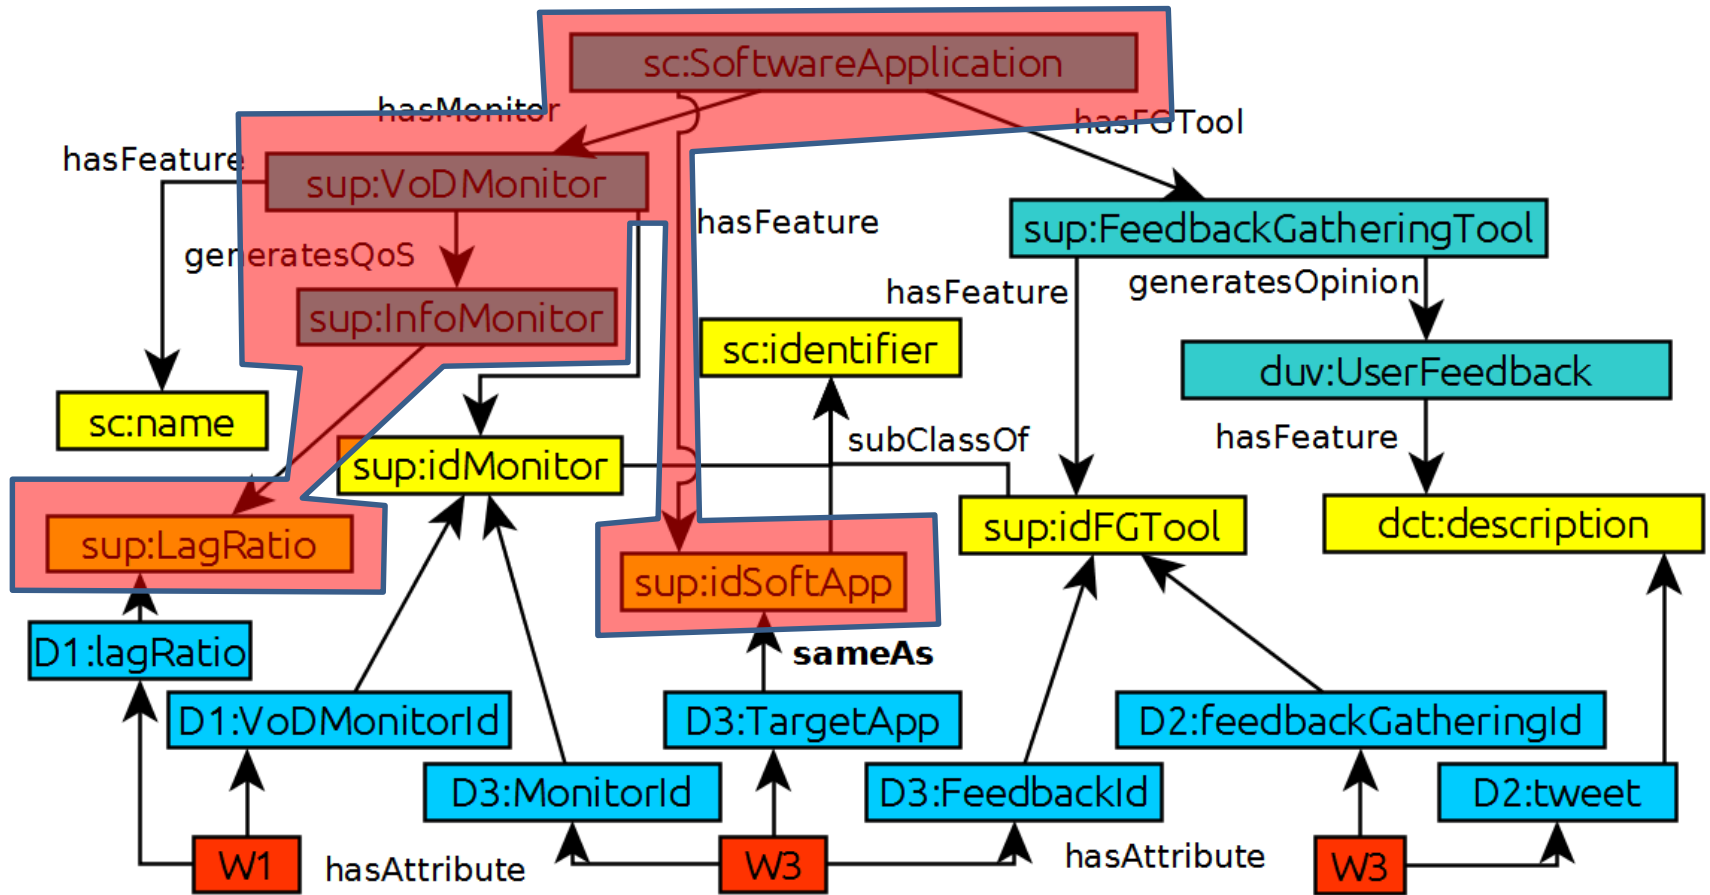 sc:SoftwareApplication
hasMonitor
hasFGTool
hasFeature
sup:VoDMonitor
hasFeature
sup:FeedbackGatheringTool
generatesQoS
hasFeature
generatesOpinion
sup:InfoMonitor
sc:identifier
duv:UserFeedback
sc:name
subClassOf
hasFeature
sup:idMonitor
sup:idFGTool
dct:description
sup:LagRatio
sup:idSoftApp
D1:lagRatio
sameAs
D1:VoDMonitorId
D3:TargetApp
D2:feedbackGatheringId
D3:MonitorId
D3:FeedbackId
D2:tweet
W1
hasAttribute
W3
hasAttribute
W3